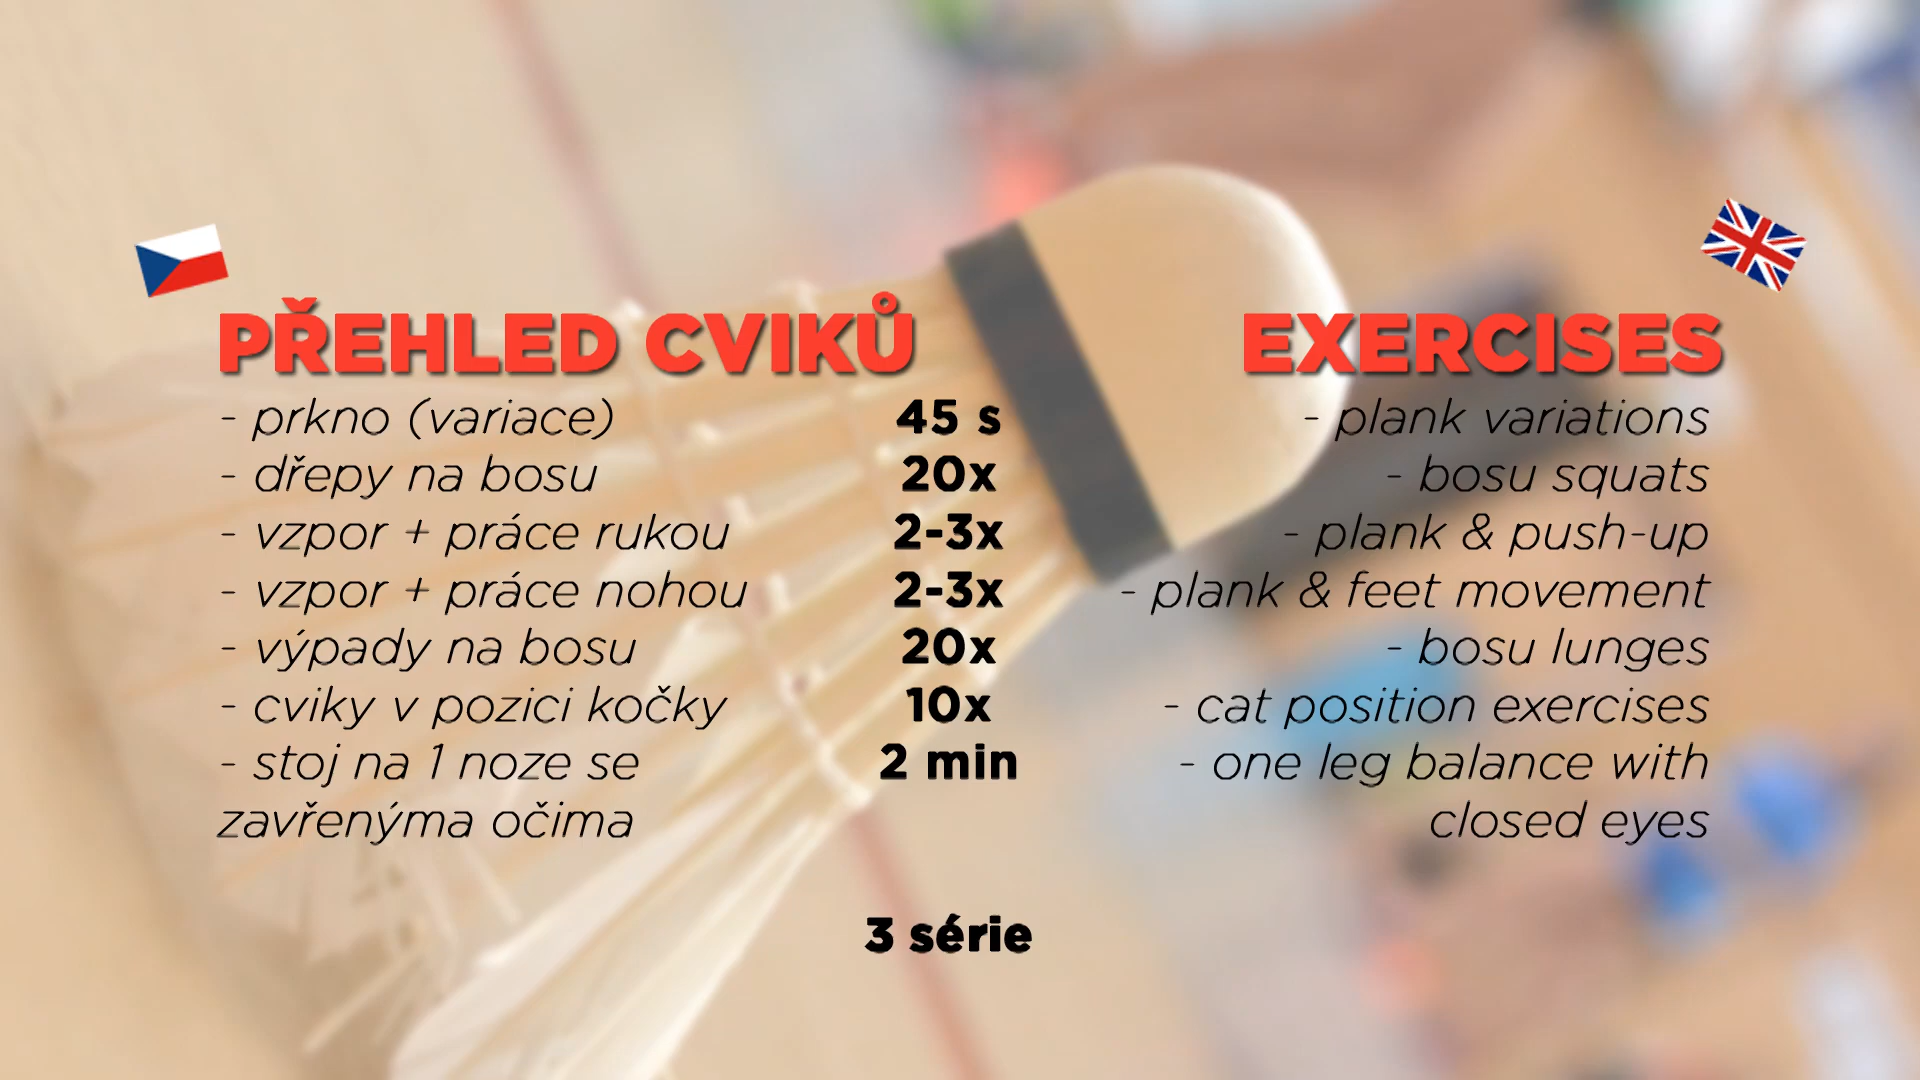 PŘEHLED CVIKŮ EXERCISES
- prkno (variace) 45 s - plank variations
- dřepy na bosu 20x - bosu squats
- vzpor + práce rukou 2-3x - plank & push-up
- vzpor + práce nohou 2-3x - plank & feet movement
- výpady na bosu 20x - bosu lunges
- cviky v pozici kočky 10x - cat position exercises
- stoj na 1 noze se 2 min - one leg balance with
zavřenýma očima closed eyes
3 série